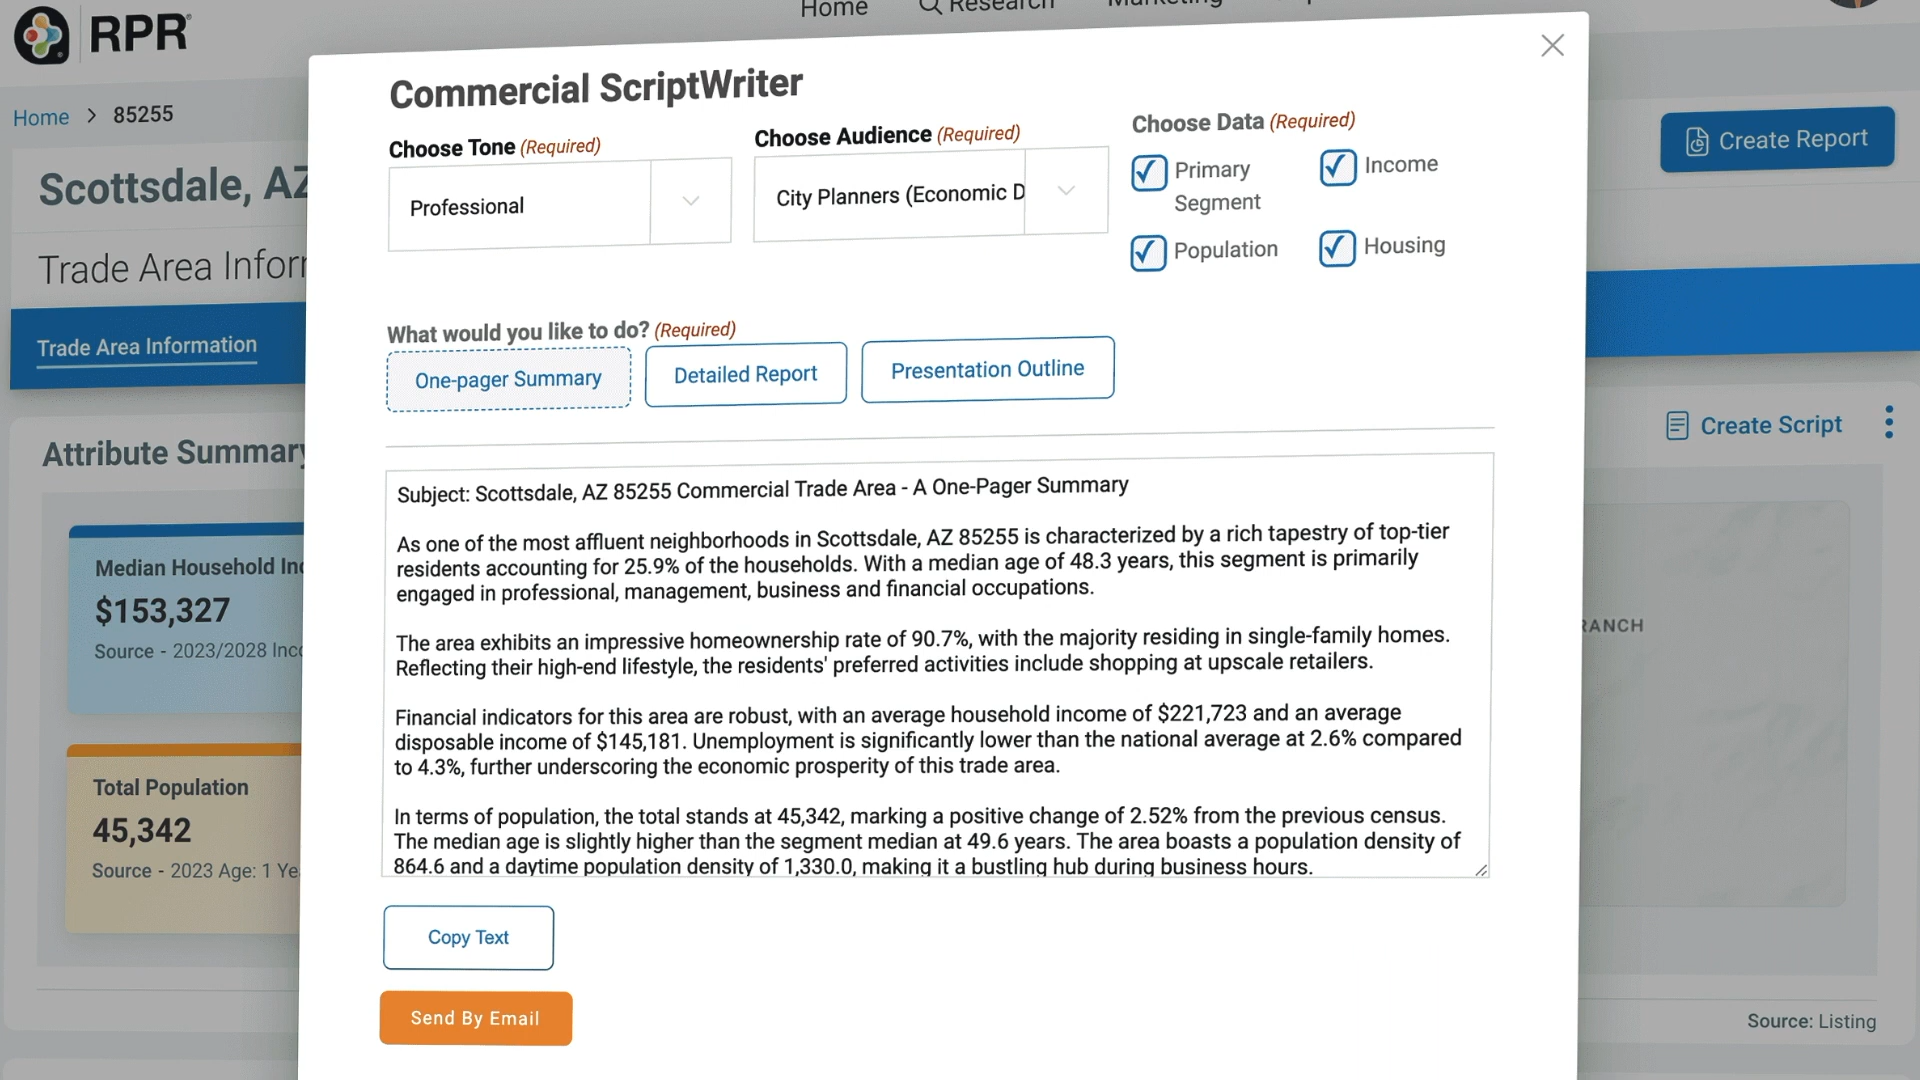 RPR®
Home
Research
Home > 85255
Scottsdale, AZ
Trade Area
Trade Area Information
Create Report
Create Script
Attribute Summary
Median Household
$153,327
Source - 2023/2028
Total Population
45,342
Source - 2023 Age: 1
RANCH
Source: Listing
Commercial ScriptWriter
Choose Tone (Required)
Professional
Choose Audience (Required)
City Planners (Economic D
Choose Data (Required)
Primary
Segment
Income
Population
Housing
What would you like to do? (Required)
One-pager Summary
Detailed Report
Presentation Outline
Subject: Scottsdale, AZ 85255 Commercial Trade Area - A One-Pager Summary
As one of the most affluent neighborhoods in Scottsdale, AZ 85255 is characterized by a rich tapestry of top-tier
residents accounting for 25.9% of the households. With a median age of 48.3 years, this segment is primarily
engaged in professional, management, business and financial occupations.
The area exhibits an impressive homeownership rate of 90.7%, with the majority residing in single-family homes.
Reflecting their high-end lifestyle, the residents' preferred activities include shopping at upscale retailers.
Financial indicators for this area are robust, with an average household income of $221,723 and an average
disposable income of $145,181. Unemployment is significantly lower than the national average at 2.6% compared
to 4.3%, further underscoring the economic prosperity of this trade area.
In terms of population, the total stands at 45,342, marking a positive change of 2.52% from the previous census.
The median age is slightly higher than the segment median at 49.6 years. The area boasts a population density of
864.6 and a daytime population density of 1,330.0, making it a bustling hub during business hours.
Copy Text
Send By Email